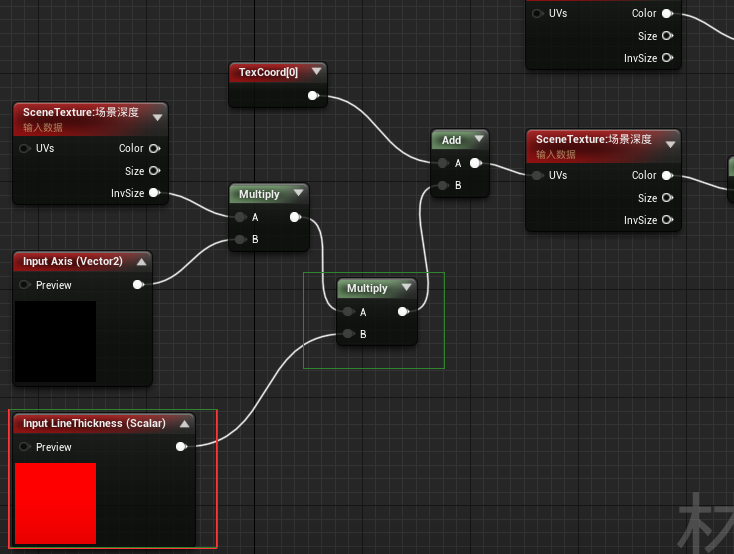 UVs
Color
Size
InvSize
TexCoord[0]
SceneTexture:场景深度
输入数据
UVs
Color
Size
InvSize
Add
A
B
SceneTexture:场景深度
输入数据
UVs
Color
Size
InvSize
Multiply
A
B
Input Axis (Vector2)
Preview
Multiply
A
B
Input LineThickness (Scalar)
Preview
材